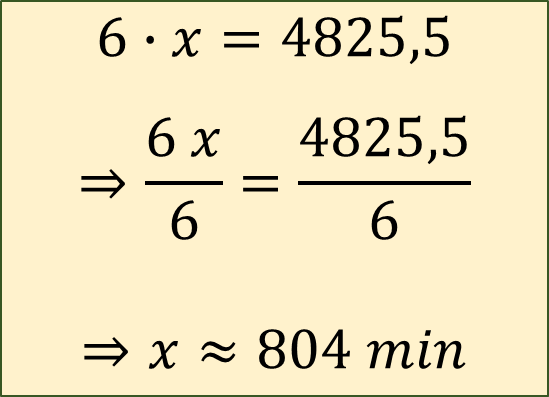 6 · x = 4825,5
⇒ 6 x / 6 = 4825,5 / 6
⇒ x ≈ 804 min